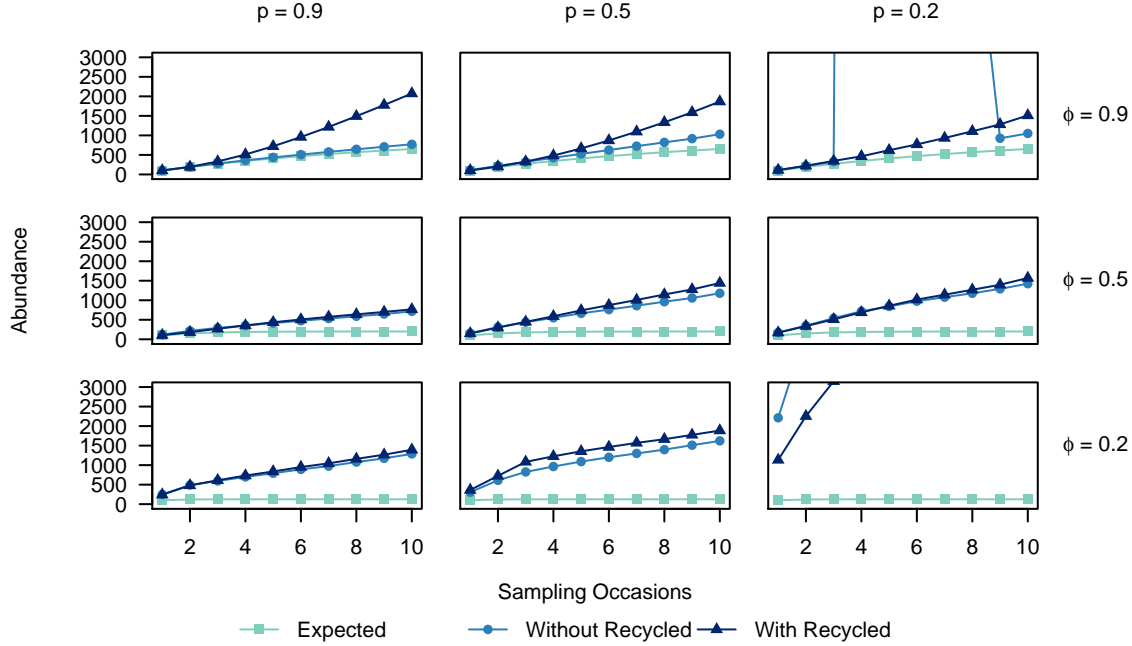 p = 0.9 p = 0.5 p = 0.2
3000
2500
2000
1500
1000
500
0
ϕ = 0.9
3000
2500
2000
1500
1000
500
0
ϕ = 0.5
Abundance
3000
2500
2000
1500
1000
500
0
ϕ = 0.2
2 4 6 8 10 2 4 6 8 10 2 4 6 8 10
Sampling Occasions
Expected Without Recycled With Recycled